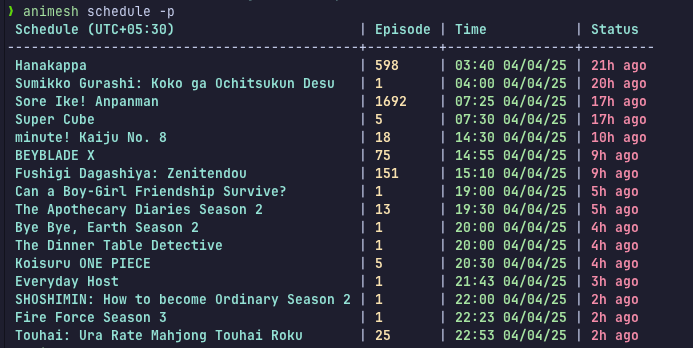 ❯ animesh schedule -p
Schedule (UTC+05:30) | Episode | Time | Status
--------------------------------------------+---------+----------------+---------
Hanakappa | 598 | 03:40 04/04/25 | 21h ago
Sumikko Gurashi: Koko ga Ochitsukun Desu | 1 | 04:00 04/04/25 | 20h ago
Sore Ike! Anpanman | 1692 | 07:25 04/04/25 | 17h ago
Super Cube | 5 | 07:30 04/04/25 | 17h ago
minute! Kaiju No. 8 | 18 | 14:30 04/04/25 | 10h ago
BEYBLADE X | 75 | 14:55 04/04/25 | 9h ago
Fushigi Dagashiya: Zenitendou | 151 | 15:10 04/04/25 | 9h ago
Can a Boy-Girl Friendship Survive? | 1 | 19:00 04/04/25 | 5h ago
The Apothecary Diaries Season 2 | 13 | 19:30 04/04/25 | 5h ago
Bye Bye, Earth Season 2 | 1 | 20:00 04/04/25 | 4h ago
The Dinner Table Detective | 1 | 20:00 04/04/25 | 4h ago
Koisuru ONE PIECE | 5 | 20:30 04/04/25 | 4h ago
Everyday Host | 1 | 21:43 04/04/25 | 3h ago
SHOSHIMIN: How to become Ordinary Season 2 | 1 | 22:00 04/04/25 | 2h ago
Fire Force Season 3 | 1 | 22:23 04/04/25 | 2h ago
Touhai: Ura Rate Mahjong Touhai Roku | 25 | 22:53 04/04/25 | 2h ago